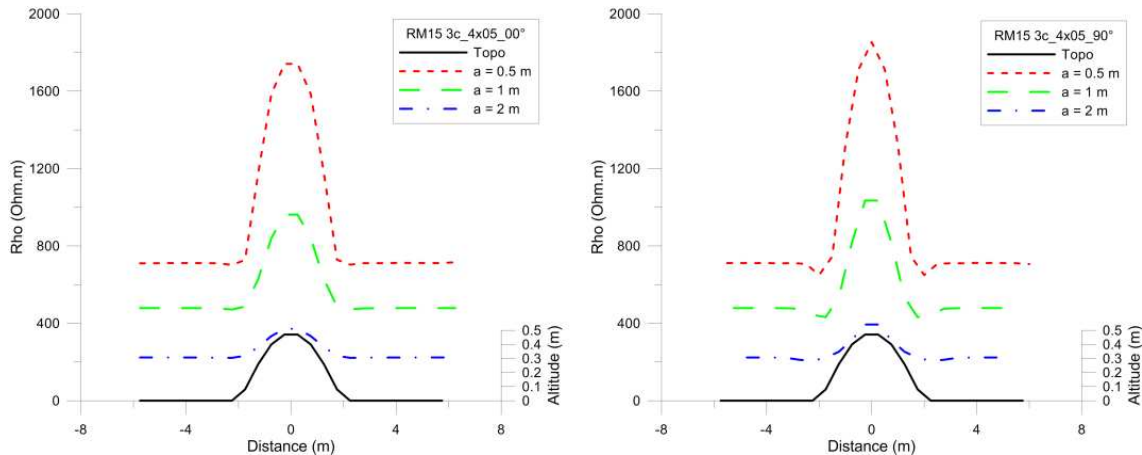 2000
1600
1200
800
400
0
Rho (Ohm.m)
RM15 3c_4x05_00°
Topo
a = 0.5 m
a = 1 m
a = 2 m
0.5
0.4
0.3
0.2
0.1
0
Altitude (m)
-8 -4 0 4 8
Distance (m)
2000
1600
1200
800
400
0
Rho (Ohm.m)
RM15 3c_4x05_90°
Topo
a = 0.5 m
a = 1 m
a = 2 m
0.5
0.4
0.3
0.2
0.1
0
Altitude (m)
-8 -4 0 4 8
Distance (m)